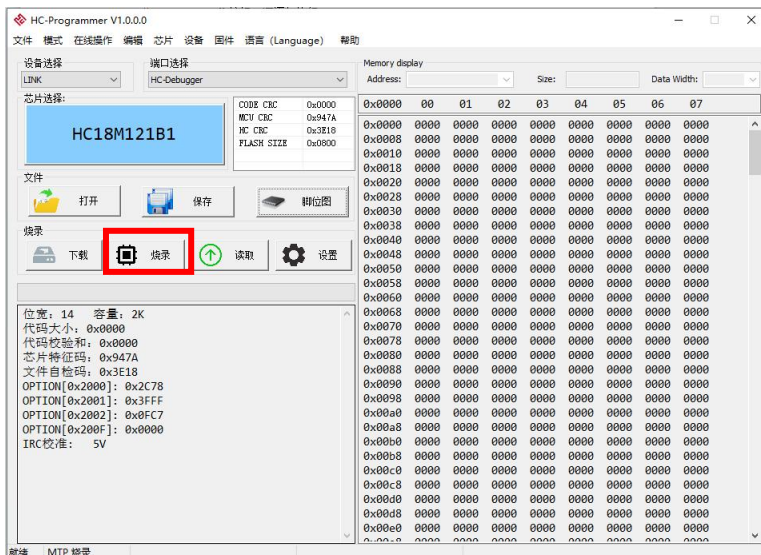 HC-Programmer V1.0.0.0
文件 模式 在线操作 编辑 芯片 设备 固件 语言 (Language) 帮助
设备选择 端口选择
LINK HC-Debugger
芯片选择:
HC18M121B1
CODE CRC 0x0000
MCU CRC 0x947A
HC CRC 0x3E18
FLASH SIZE 0x0800
文件
打开 保存 脚位图
烧录
下载 烧录 读取 设置
位宽: 14 容量: 2K
代码大小: 0x0000
代码校验和: 0x0000
芯片特征码: 0x947A
文件自检码: 0x3E18
OPTION[0x2000]: 0x2C78
OPTION[0x2001]: 0x3FFF
OPTION[0x2002]: 0x0FC7
OPTION[0x200F]: 0x0000
IRC校准: 5V
Memory display
Address: Size: Data Width:
0x0000 00 01 02 03 04 05 06 07
0x0000 0000 0000 0000 0000 0000 0000 0000 0000
0x0008 0000 0000 0000 0000 0000 0000 0000 0000
0x0010 0000 0000 0000 0000 0000 0000 0000 0000
0x0018 0000 0000 0000 0000 0000 0000 0000 0000
0x0020 0000 0000 0000 0000 0000 0000 0000 0000
0x0028 0000 0000 0000 0000 0000 0000 0000 0000
0x0030 0000 0000 0000 0000 0000 0000 0000 0000
0x0038 0000 0000 0000 0000 0000 0000 0000 0000
0x0040 0000 0000 0000 0000 0000 0000 0000 0000
0x0048 0000 0000 0000 0000 0000 0000 0000 0000
0x0050 0000 0000 0000 0000 0000 0000 0000 0000
0x0058 0000 0000 0000 0000 0000 0000 0000 0000
0x0060 0000 0000 0000 0000 0000 0000 0000 0000
0x0068 0000 0000 0000 0000 0000 0000 0000 0000
0x0070 0000 0000 0000 0000 0000 0000 0000 0000
0x0078 0000 0000 0000 0000 0000 0000 0000 0000
0x0080 0000 0000 0000 0000 0000 0000 0000 0000
0x0088 0000 0000 0000 0000 0000 0000 0000 0000
0x0090 0000 0000 0000 0000 0000 0000 0000 0000
0x0098 0000 0000 0000 0000 0000 0000 0000 0000
0x00a0 0000 0000 0000 0000 0000 0000 0000 0000
0x00a8 0000 0000 0000 0000 0000 0000 0000 0000
0x00b0 0000 0000 0000 0000 0000 0000 0000 0000
0x00b8 0000 0000 0000 0000 0000 0000 0000 0000
0x00c0 0000 0000 0000 0000 0000 0000 0000 0000
0x00c8 0000 0000 0000 0000 0000 0000 0000 0000
0x00d0 0000 0000 0000 0000 0000 0000 0000 0000
0x00d8 0000 0000 0000 0000 0000 0000 0000 0000
0x00e0 0000 0000 0000 0000 0000 0000 0000 0000
就绪 MTP 烧录